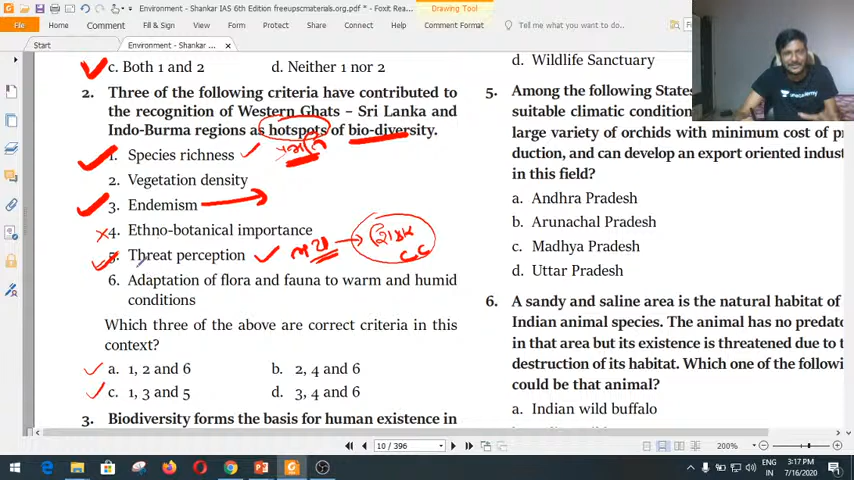 Environment - Shankar IAS 6th Edition freeupscmaterials.org.pdf * - Foxit Rea...
Drawing Tool
File
Home
Comment
Fill & Sign
Text
Arrange
Comment Format
Tell me what you want to do...
Find
Start
Environment - Shankar ...
c. Both 1 and 2
d. Neither 1 nor 2
2. Three of the following criteria have contributed to
the recognition of Western Ghats – Sri Lanka and
Indo-Burma regions as hotspots of bio-diversity.
1. Species richness
2. Vegetation density
3. Endemism
4. Ethno-botanical importance
5. Threat perception
6. Adaptation of flora and fauna to warm and humid
conditions
Which three of the above are correct criteria in this
context?
a. 1, 2 and 6
b. 2, 4 and 6
c. 1, 3 and 5
d. 3, 4 and 6
3. Biodiversity forms the basis for human existence in
d. Wildlife Sanctuary
5. Among the following States
suitable climatic condition
large variety of orchids with minimum cost of pr
duction, and can develop an export oriented indust
in this field?
a. Andhra Pradesh
b. Arunachal Pradesh
c. Madhya Pradesh
d. Uttar Pradesh
6. A sandy and saline area is the natural habitat of
Indian animal species. The animal has no predato
in that area but its existence is threatened due to t
destruction of its habitat. Which one of the followi
could be that animal?
a. Indian wild buffalo
unacademy
10 / 396
200%
ENG
IN
3:17 PM
7/16/2020